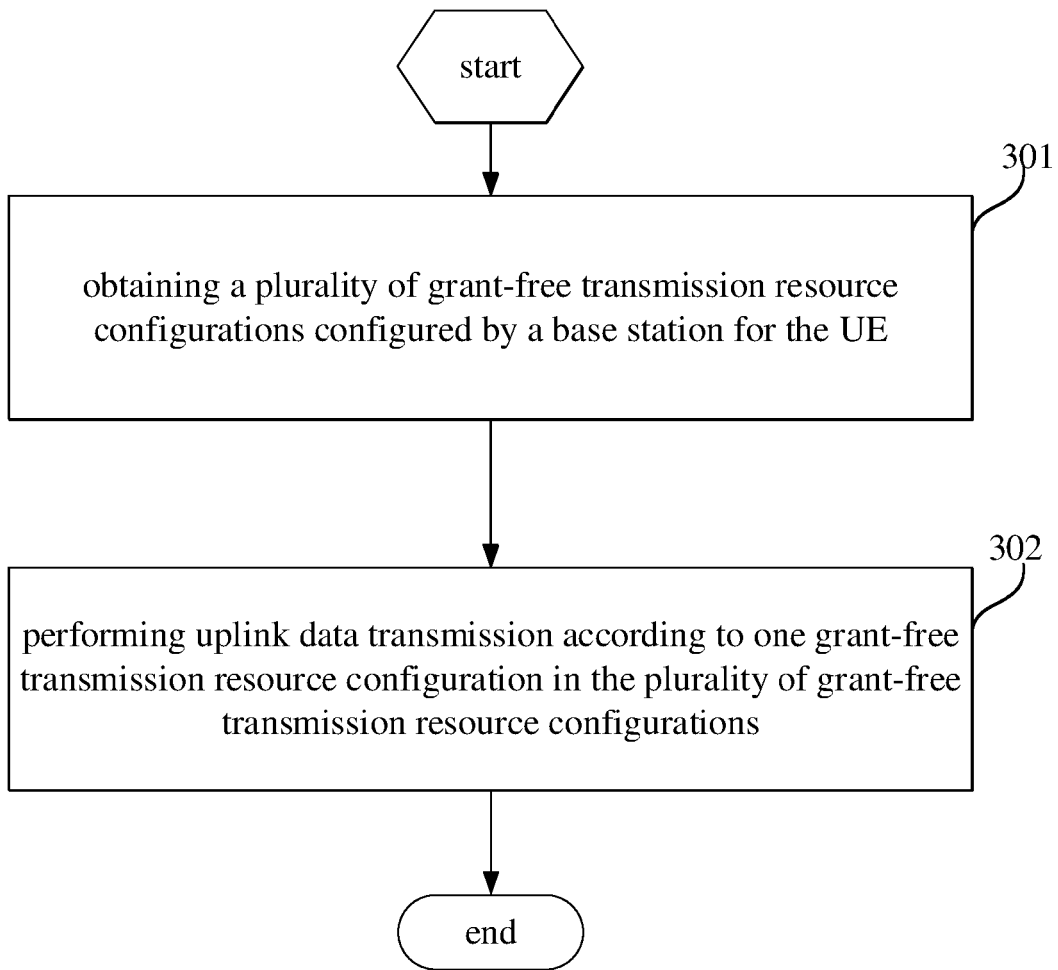 start
301
obtaining a plurality of grant-free transmission resource
configurations configured by a base station for the UE
302
performing uplink data transmission according to one grant-free
transmission resource configuration in the plurality of grant-free
transmission resource configurations
end